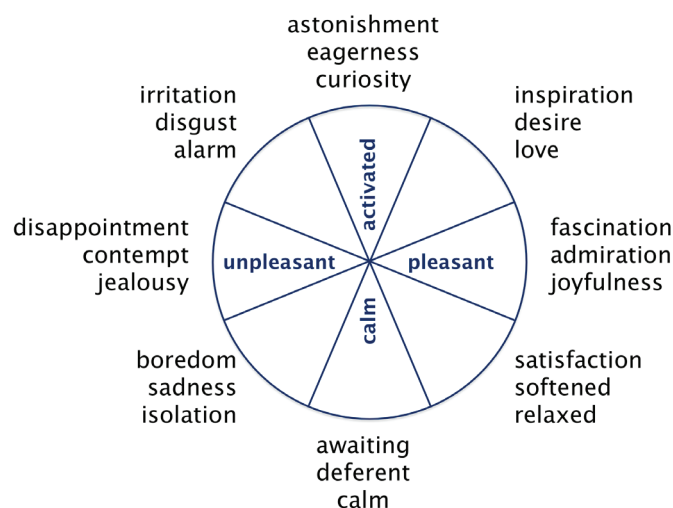 astonishment
eagerness
curiosity
irritation
disgust
alarm
inspiration
desire
love
activated
disappointment
contempt
jealousy
unpleasant
pleasant
fascination
admiration
joyfulness
calm
boredom
sadness
isolation
satisfaction
softened
relaxed
awaiting
deferent
calm